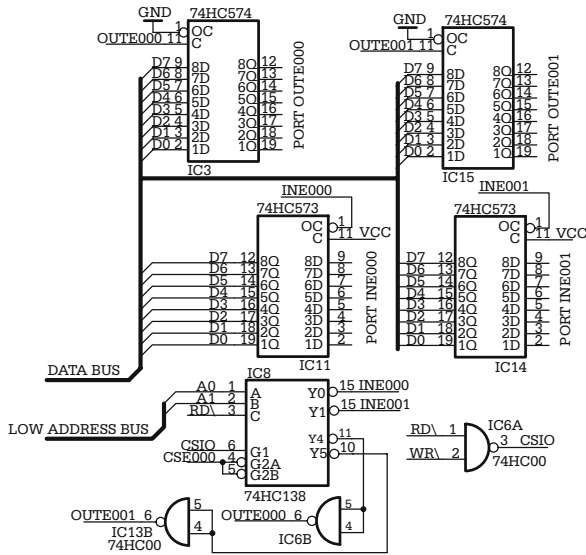 GND 74HC574
1 OC
OUTE000 11 C
D7 9 8D 8Q 12
D6 8 7D 7Q 13
D5 7 6D 6Q 14
D4 6 5D 5Q 15
D3 5 4D 4Q 16
D2 4 3D 3Q 17
D1 3 2D 2Q 18
D0 2 1D 1Q 19
PORT OUTE000
IC3
GND 74HC574
1 OC
OUTE001 11 C
D7 9 8D 8Q 12
D6 8 7D 7Q 13
D5 7 6D 6Q 14
D4 6 5D 5Q 15
D3 5 4D 4Q 16
D2 4 3D 3Q 17
D1 3 2D 2Q 18
D0 2 1D 1Q 19
PORT OUTE001
IC15
INE000
74HC573
OC 1
C 11 VCC
D7 12 8Q 8D 9
D6 13 7Q 7D 8
D5 14 6Q 6D 7
D4 15 5Q 5D 6
D3 16 4Q 4D 5
D2 17 3Q 3D 4
D1 18 2Q 2D 3
D0 19 1Q 1D 2
PORT INE000
IC11
INE001
74HC573
OC 1
C 11 VCC
D7 12 8Q 8D 9
D6 13 7Q 7D 8
D5 14 6Q 6D 7
D4 15 5Q 5D 6
D3 16 4Q 4D 5
D2 17 3Q 3D 4
D1 18 2Q 2D 3
D0 19 1Q 1D 2
PORT INE001
IC14
DATA BUS
LOW ADDRESS BUS
IC8
A0 1 A Y0 15 INE000
A1 2 B Y1 15 INE001
RD\ 3 C
Y4 11
CSIO 6 G1 Y5 10
CSE000 4 G2A
5 G2B
74HC138
IC6A
RD\ 1
3 CSIO
WR\ 2
74HC00
OUTE001 6 5
4
IC13B
74HC00
OUTE000 6 5
4
IC6B